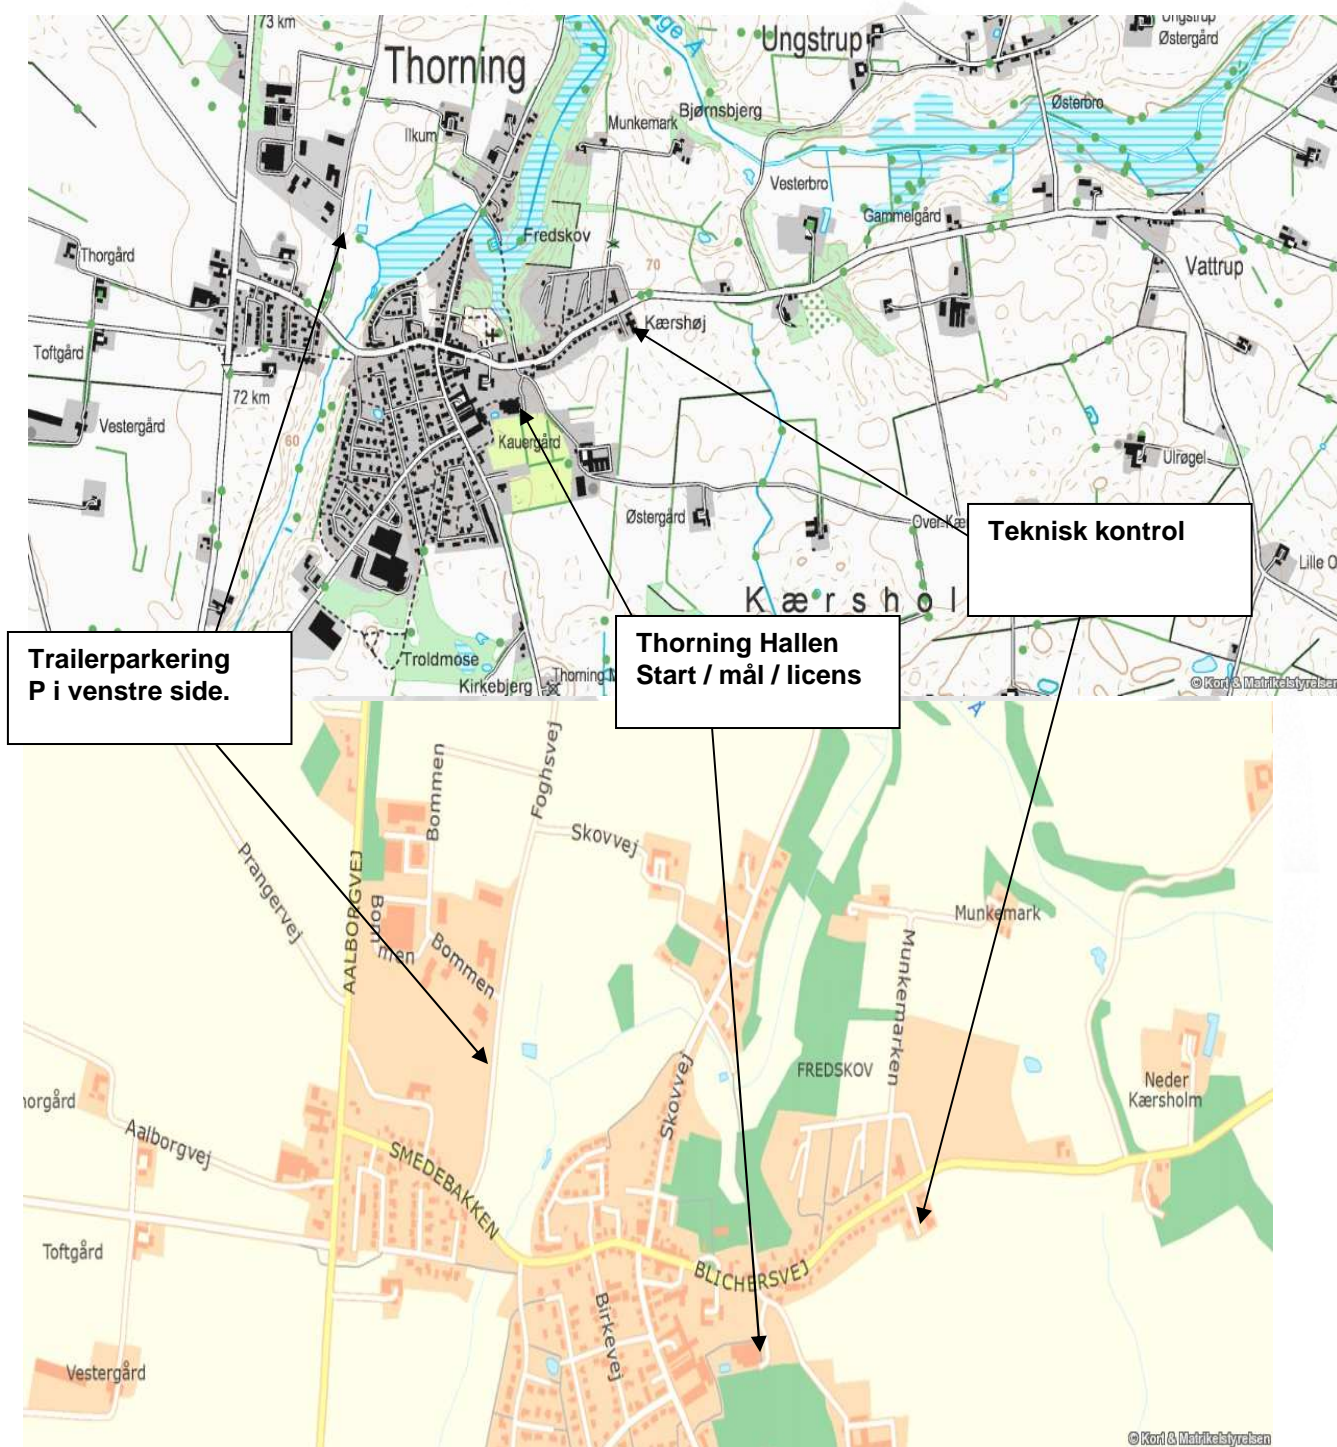 73 km
Thorning
Ungstrup
Ungstrup
Østergård
Ilkum
Munkemark
Bjørnsbjerg
Østerbro
Vesterbro
Gammelgård
Fredskov
Thorgård
70
Vattrup
Kærshøj
Toftgård
72 km
Vestergård
60
Kauergård
Ulrøgel
Østergård
Teknisk kontrol
Lille
Thorning Hallen
Start / mål / licens
Trailerparkering
P i venstre side.
Troldmose
Kirkebjerg
Thorning
© Kort & Matrikelstyrelsen
Å
Bommen
Foghsvej
Skovvej
Prangervej
AALBORGVEJ
Bommen
Bommen
Munkemark
Munkemarken
FREDSKOV
Neder
Kærsholm
Skovvej
Aalborgvej
SMEDEBAKKEN
Toftgård
BLICHERSVEJ
Birkevej
Vestergård
© Kort & Matrikelstyrelsen